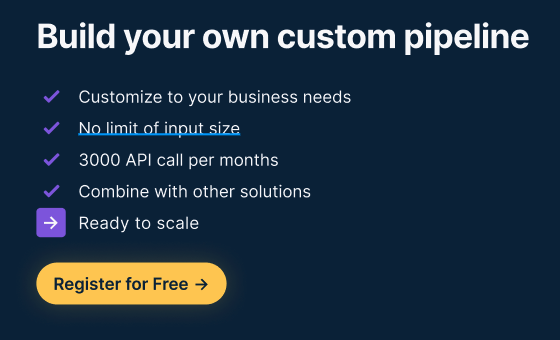 Build your own custom pipeline
Customize to your business needs
No limit of input size
3000 API call per months
Combine with other solutions
Ready to scale
Register for Free →